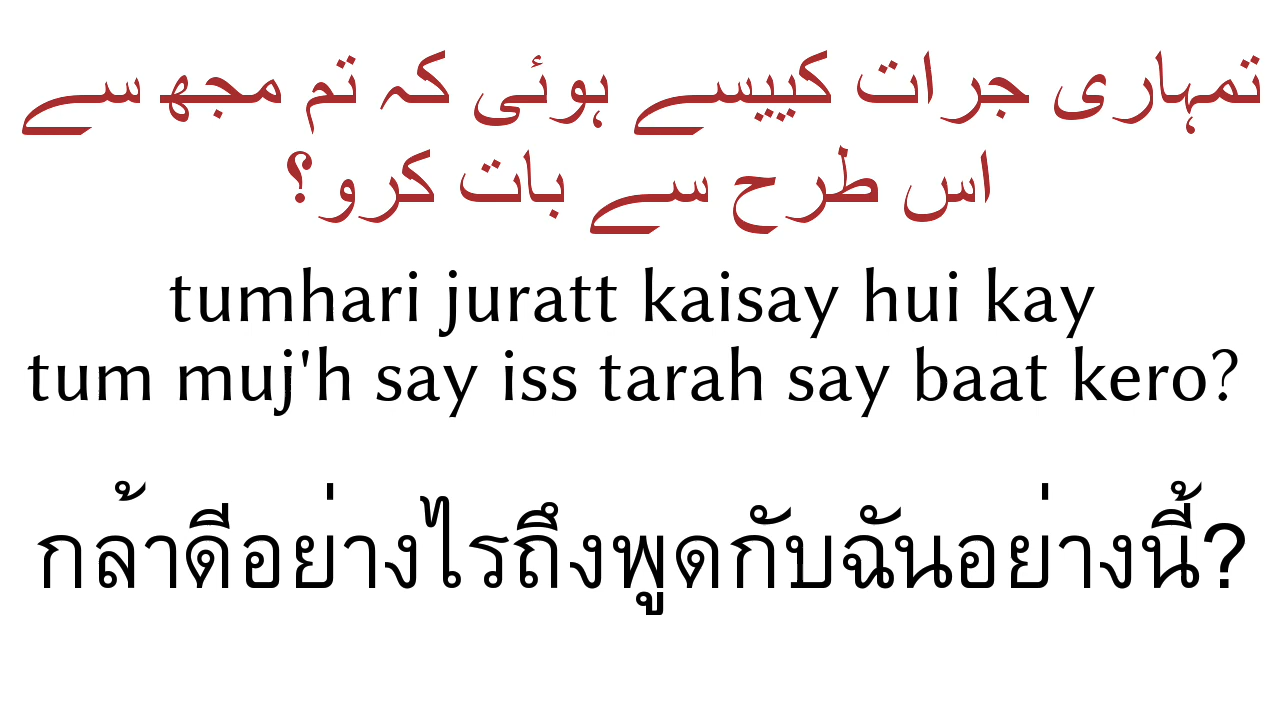 تمہاری جرات کییسے ہوئی کہ تم مجھ سے
اس طرح سے بات کرو؟
tumhari juratt kaisay hui kay
tum muj'h say iss tarah say baat kero?
กล้าดีอย่างไรถึงพูดกับฉันอย่างนี้?